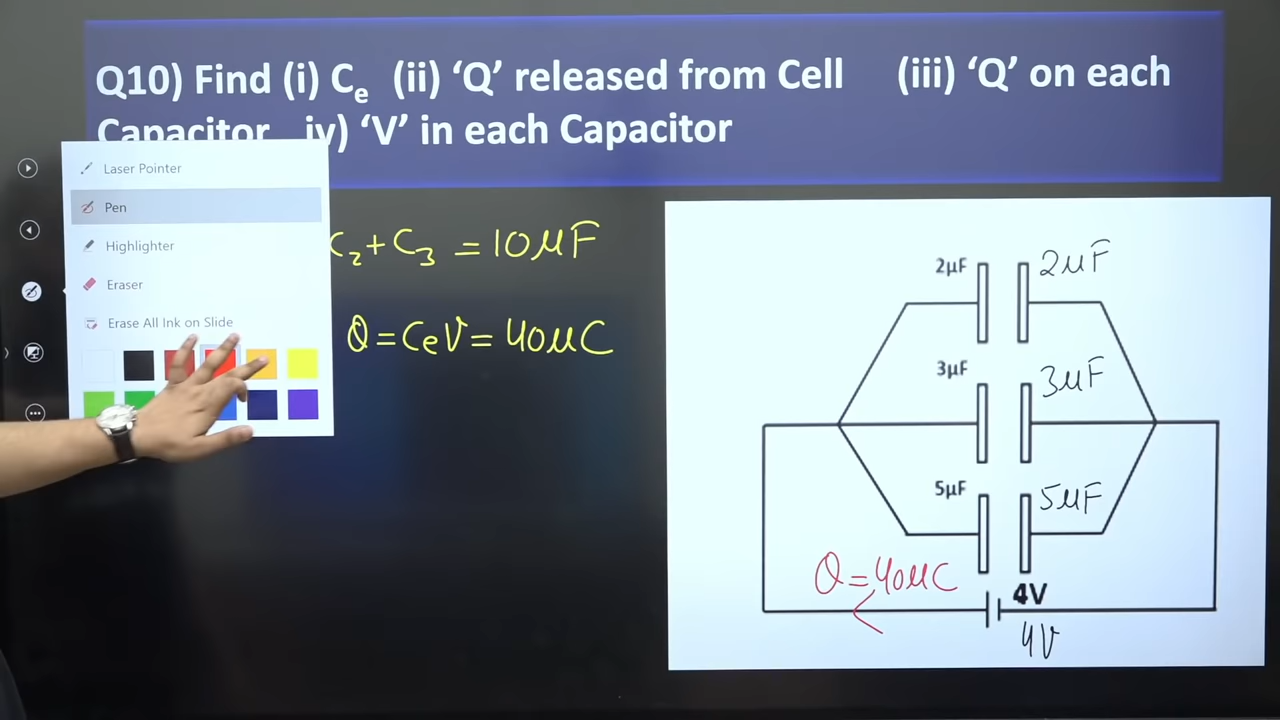 Q10) Find (i) Ce (ii) ‘Q’ released from Cell (iii) ‘Q’ on each
Capacitor iv) ‘V’ in each Capacitor
Laser Pointer
Pen
Highlighter
Eraser
Erase All Ink on Slide
C₂+C₃ = 10μF
Q=CeV=40μC
2μF 2μF
3μF 3μF
5μF 5μF
Q=40μC
4V
4V